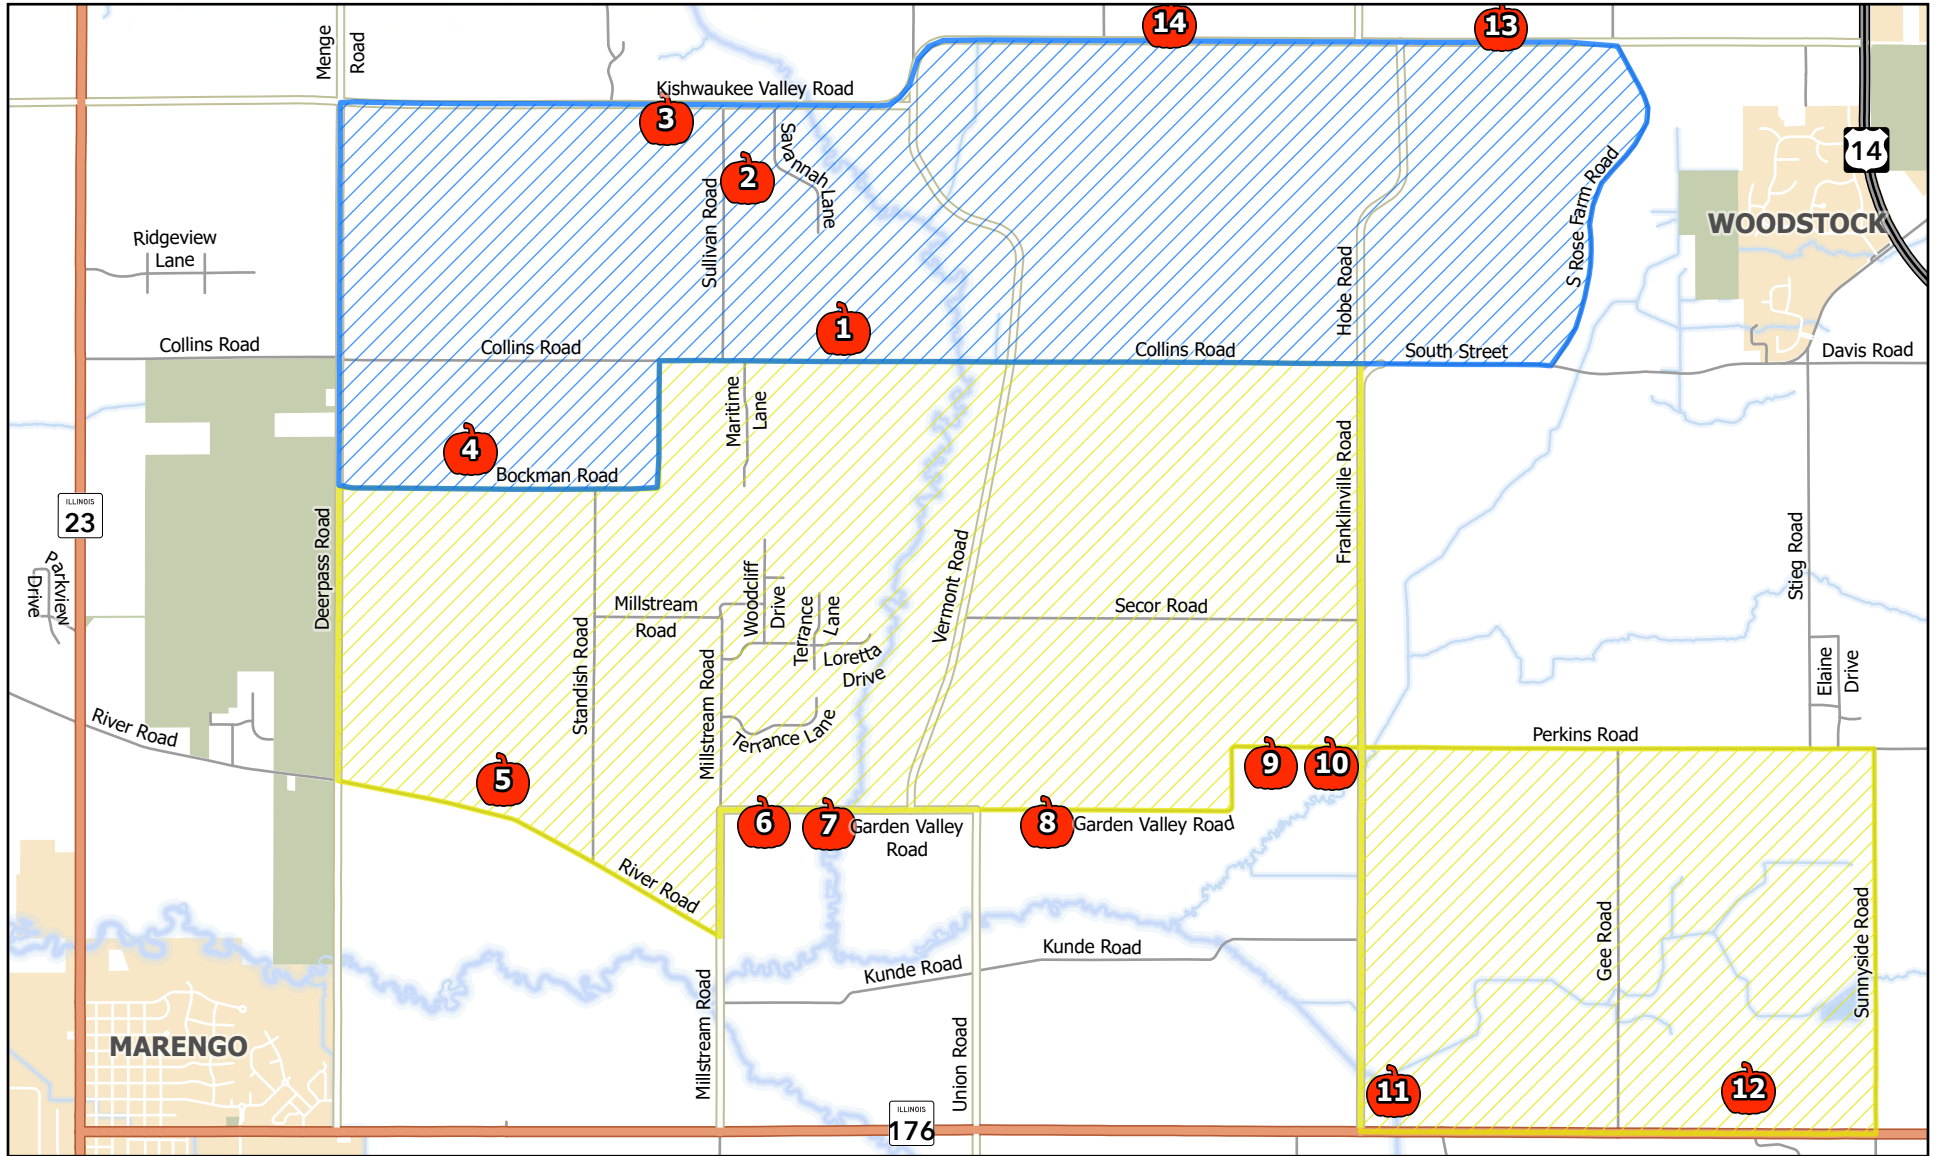 14
13
Menge
Road
Kishwaukee Valley Road
3
Savannah Lane
14
2
Sullivan Road
S Rose Farm Road
WOODSTOCK
Ridgeview
Lane
Hobe Road
1
Collins Road
Collins Road
Collins Road
South Street
Davis Road
Maritime
Lane
4
Bockman Road
Franklinville Road
ILLINOIS
23
Deerpass Road
Parkview
Drive
Stieg Road
Vermont Road
Millstream
Road
Woodcliff
Drive
Terrance
Lane
Secor Road
Standish Road
Millstream Road
Loretta
Drive
Elaine
Drive
River Road
Terrance Lane
Perkins Road
5
9
10
6
7
8
Garden Valley
Road
Garden Valley Road
River Road
Gee Road
Sunnyside Road
Kunde Road
Kunde Road
Millstream Road
Union Road
MARENGO
11
12
ILLINOIS
176